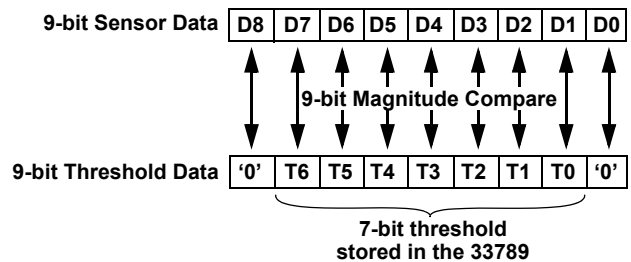 9-bit Sensor Data D8 D7 D6 D5 D4 D3 D2 D1 D0
9-bit Magnitude Compare
9-bit Threshold Data ‘0’ T6 T5 T4 T3 T2 T1 T0 ‘0’
7-bit threshold
stored in the 33789